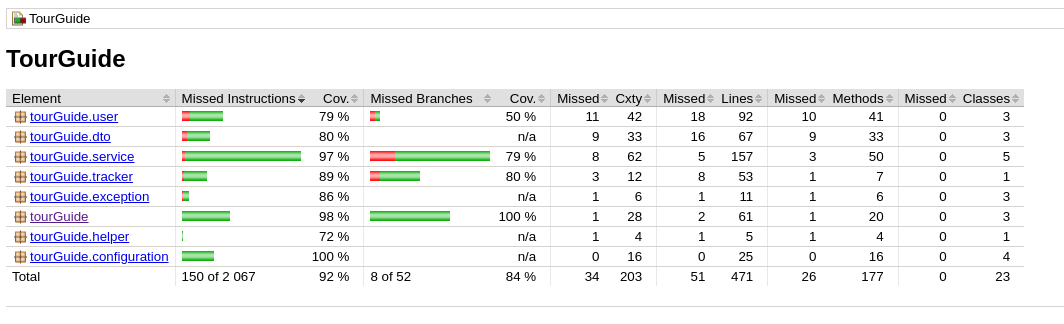 TourGuide
TourGuide
Element Missed Instructions Cov. Missed Branches Cov. Missed Cxty Missed Lines Missed Methods Missed Classes
tourGuide.user 79 % 50 % 11 42 18 92 10 41 0 3
tourGuide.dto 80 % n/a 9 33 16 67 9 33 0 3
tourGuide.service 97 % 79 % 8 62 5 157 3 50 0 5
tourGuide.tracker 89 % 80 % 3 12 8 53 1 7 0 1
tourGuide.exception 86 % n/a 1 6 1 11 1 6 0 3
tourGuide 98 % 100 % 1 28 2 61 1 20 0 3
tourGuide.helper 72 % n/a 1 4 1 5 1 4 0 1
tourGuide.configuration 100 % n/a 0 16 0 25 0 16 0 4
Total 150 of 2 067 92 % 8 of 52 84 % 34 203 51 471 26 177 0 23